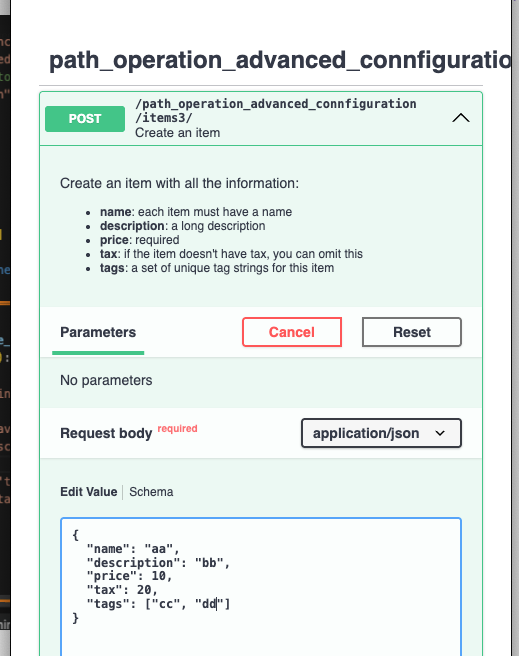 path_operation_advanced_connfiguratio
POST
/path_operation_advanced_connfiguration
/items3/
Create an item
Create an item with all the information:
• name: each item must have a name
• description: a long description
• price: required
• tax: if the item doesn't have tax, you can omit this
• tags: a set of unique tag strings for this item
Parameters
Cancel
Reset
No parameters
Request body required
application/json
Edit Value
Schema
{
"name": "aa",
"description": "bb",
"price": 10,
"tax": 20,
"tags": ["cc", "dd"]
}